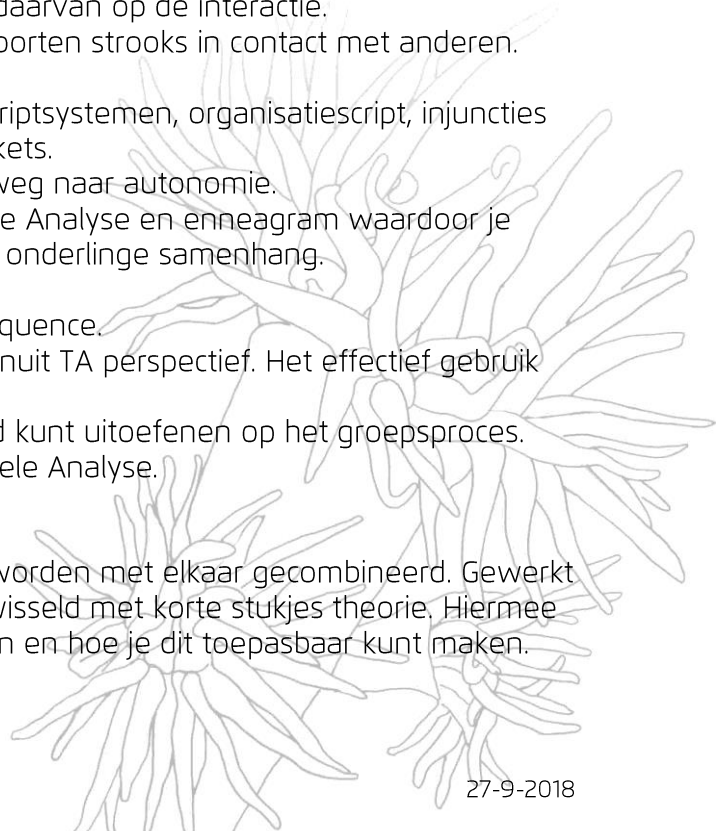 daarvan op de interactie.
oorten strooks in contact met anderen.
riptsystemen, organisatiescript, injuncties
kets.
weg naar autonomie.
e Analyse en enneagram waardoor je
onderlinge samenhang.
quence.
nuit TA perspectief. Het effectief gebruik
d kunt uitoefenen op het groepsproces.
ele Analyse.
worden met elkaar gecombineerd. Gewerkt
visseld met korte stukjes theorie. Hiermee
n en hoe je dit toepasbaar kunt maken.
27-9-2018